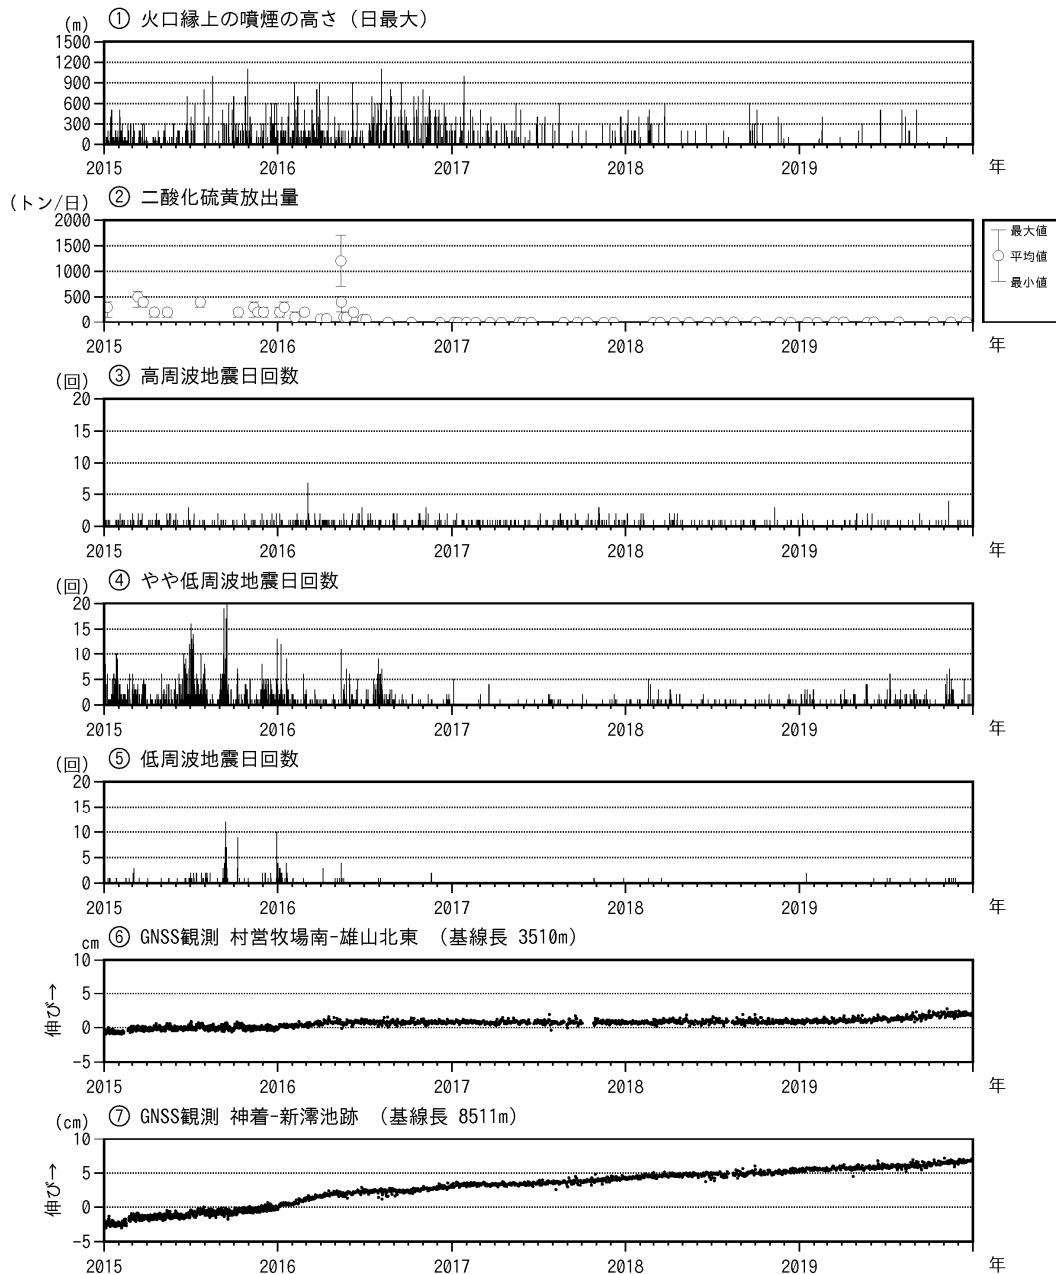 ① 火口縁上の噴煙の高さ（日最大）
(m)
1500
1200
900
600
300
0
2015 2016 2017 2018 2019 年
② 二酸化硫黄放出量
(トン/日)
2000
1500
1000
500
0
最大値
平均値
最小値
2015 2016 2017 2018 2019 年
③ 高周波地震日回数
(回)
20
15
10
5
0
2015 2016 2017 2018 2019 年
④ やや低周波地震日回数
(回)
20
15
10
5
0
2015 2016 2017 2018 2019 年
⑤ 低周波地震日回数
(回)
20
15
10
5
0
2015 2016 2017 2018 2019 年
cm ⑥ GNSS観測 村営牧場南-雄山北東 （基線長 3510m）
10
5
0
-5
伸び→
2015 2016 2017 2018 2019 年
(cm) ⑦ GNSS観測 神着-新澪池跡 （基線長 8511m）
10
5
0
-5
伸び→
2015 2016 2017 2018 2019 年